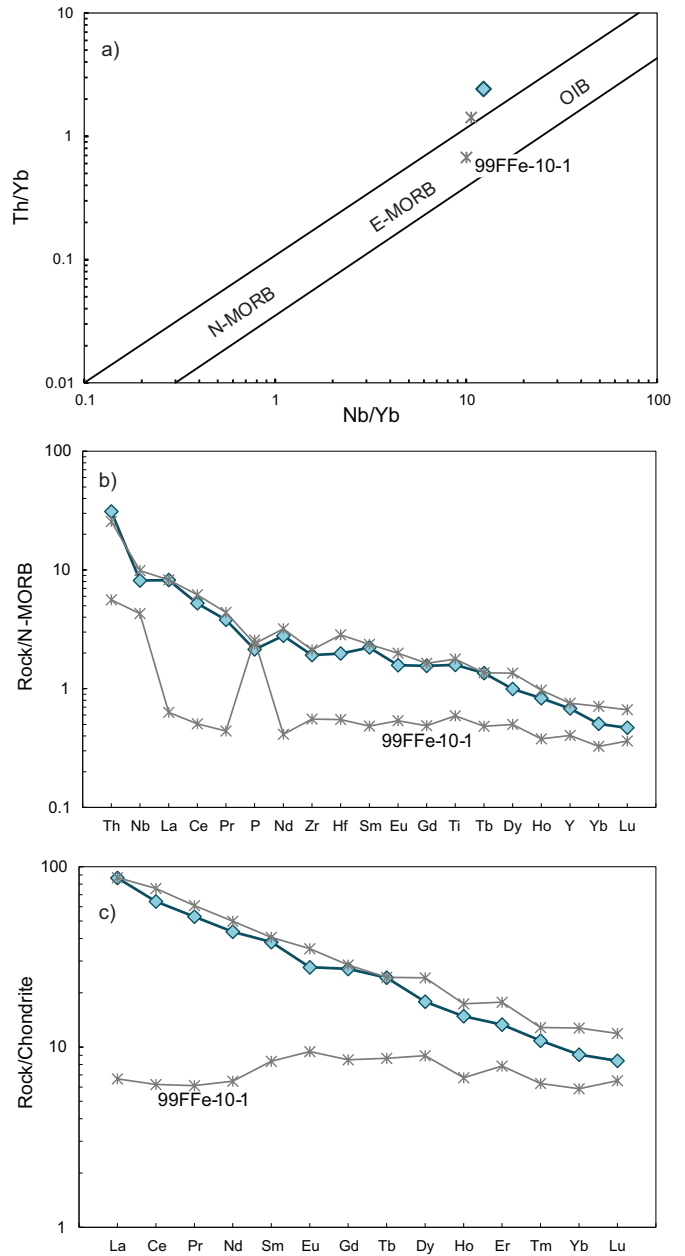 10
a)
OIB
1
99FFe-10-1
Th/Yb
E-MORB
0.1
N-MORB
0.01
0.1
1
10
100
Nb/Yb
100
b)
10
Rock/N-MORB
1
99FFe-10-1
0.1
Th Nb La Ce Pr P Nd Zr Hf Sm Eu Gd Ti Tb Dy Ho Y Yb Lu
100
c)
Rock/Chondrite
10
99FFe-10-1
1
La Ce Pr Nd Sm Eu Gd Tb Dy Ho Er Tm Yb Lu